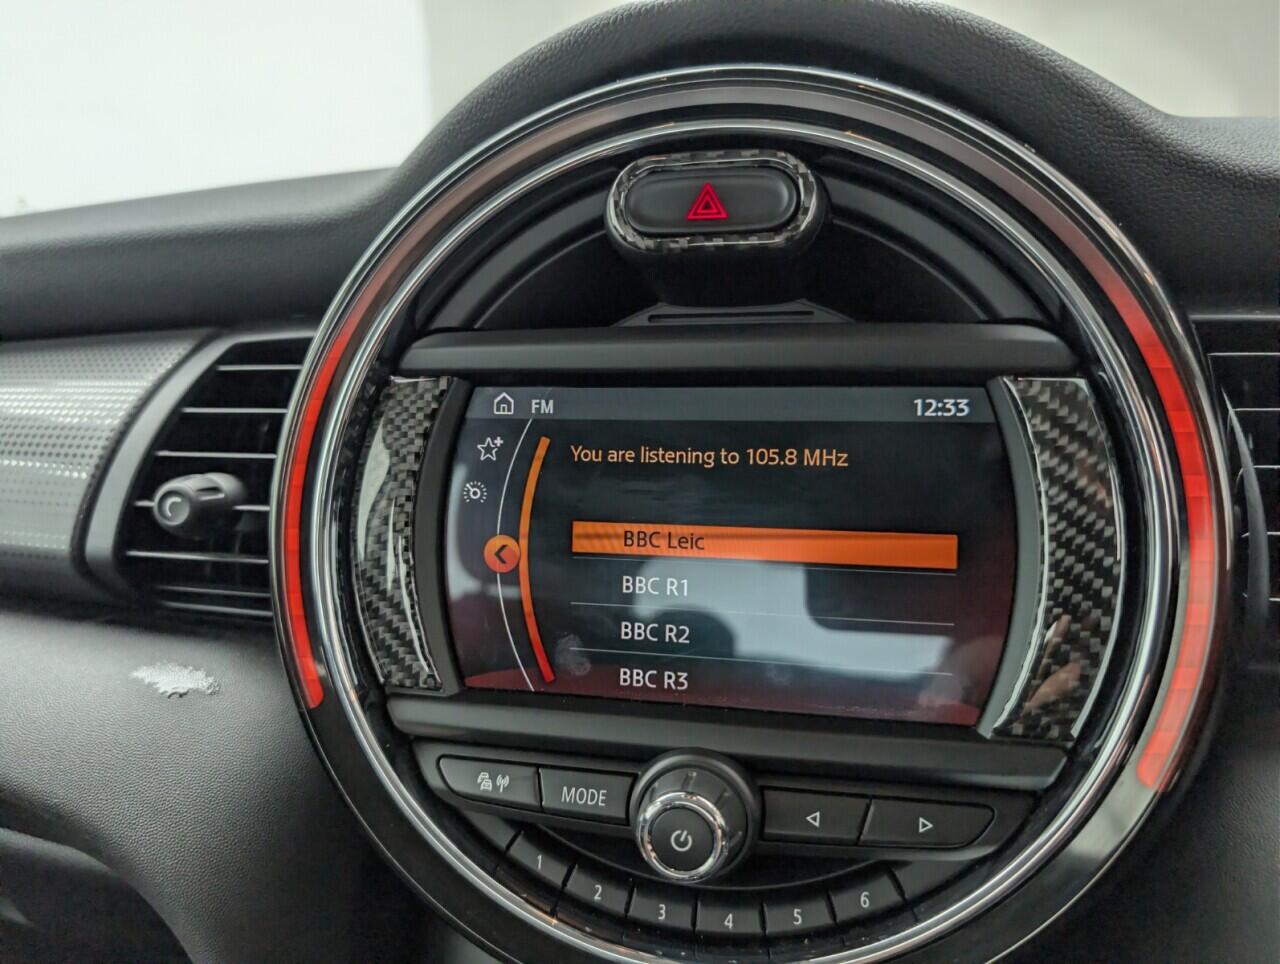 FM 12:33
You are listening to 105.8 MHz
BBC Leic
BBC R1
BBC R2
BBC R3
MODE
1 2 3 4 5 6